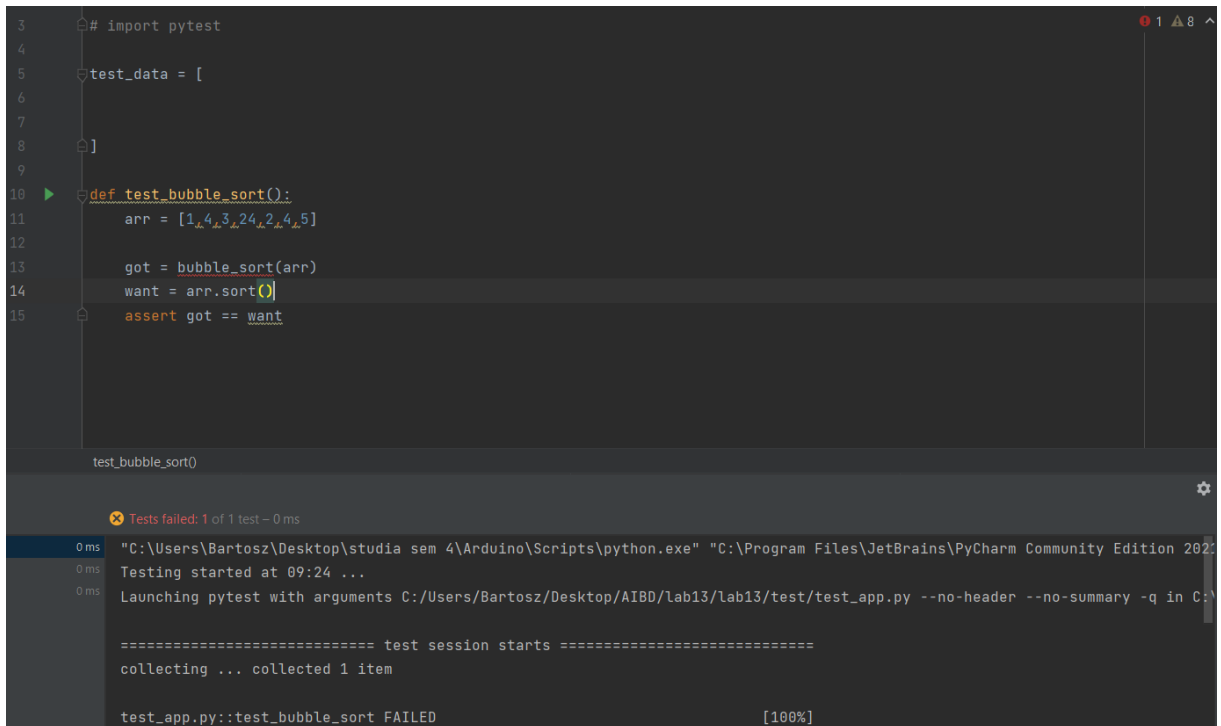 3 # import pytest
1 8
4
5 test_data = [
6
7
8 ]
9
10 def test_bubble_sort():
11 arr = [1,4,3,24,2,4,5]
12
13 got = bubble_sort(arr)
14 want = arr.sort()
15 assert got == want
test_bubble_sort()
Tests failed: 1 of 1 test – 0 ms
0 ms "C:\Users\Bartosz\Desktop\studia sem 4\Arduino\Scripts\python.exe" "C:\Program Files\JetBrains\PyCharm Community Edition 202
0 ms Testing started at 09:24 ...
0 ms Launching pytest with arguments C:/Users/Bartosz/Desktop/AIBD/lab13/lab13/test/test_app.py --no-header --no-summary -q in C:\
============================= test session starts =============================
collecting ... collected 1 item
test_app.py::test_bubble_sort FAILED [100%]